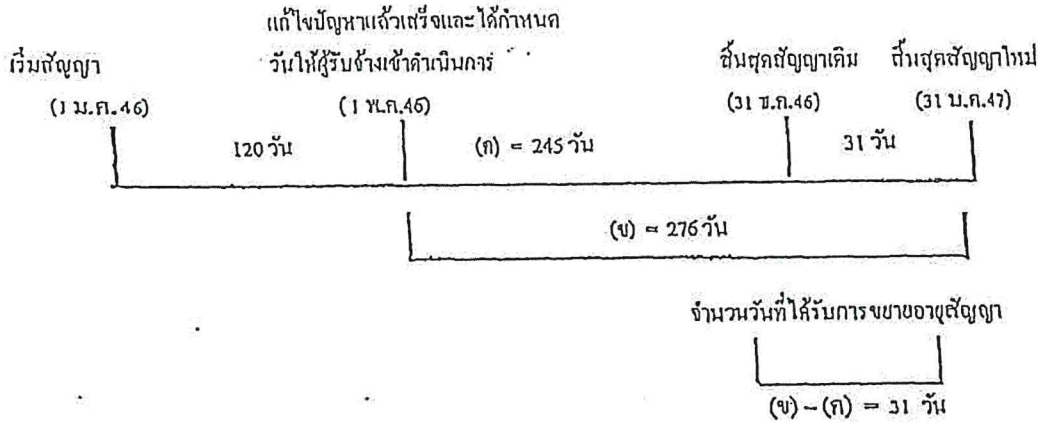 แก้ไขปัญหาแล้วเสร็จและได้กำหนด
เริ่มสัญญา วันให้ผู้รับจ้างเข้าดำเนินการ สิ้นสุดสัญญาเดิม สิ้นสุดสัญญาใหม่
(1 ม.ค.46) (1 พ.ค.46) (31 ธ.ค.46) (31 ม.ค.47)
120 วัน (ก) = 245 วัน 31 วัน
(ข) = 276 วัน
จำนวนวันที่ได้รับการขยายอายุสัญญา
(ข) – (ก) = 31 วัน